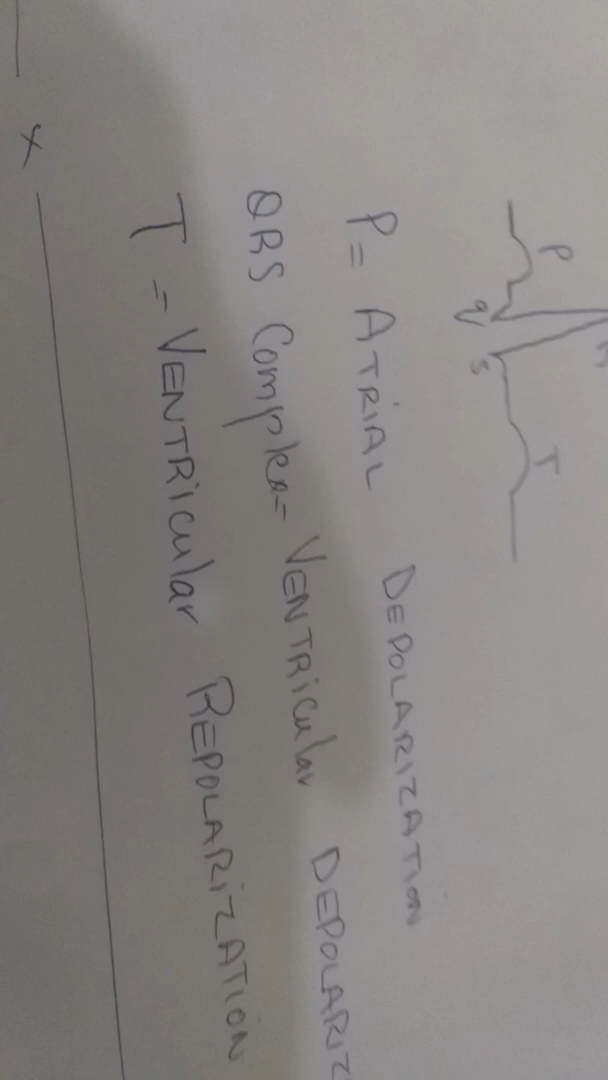 P
q
s
T
P = ATRIAL DEPOLARIZATION
QRS Complex = VENTRICULAR DEPOLARIZ
T = VENTRICULAR REPOLARIZATION
x